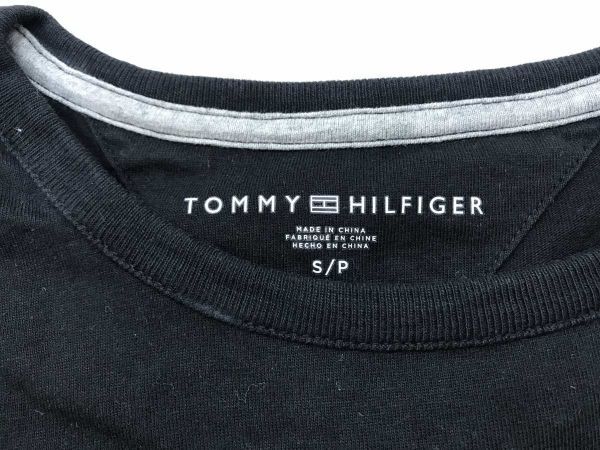 TOMMY HILFIGER
MADE IN CHINA
FABRIQUÉ EN CHINE
HECHO EN CHINA
S/P